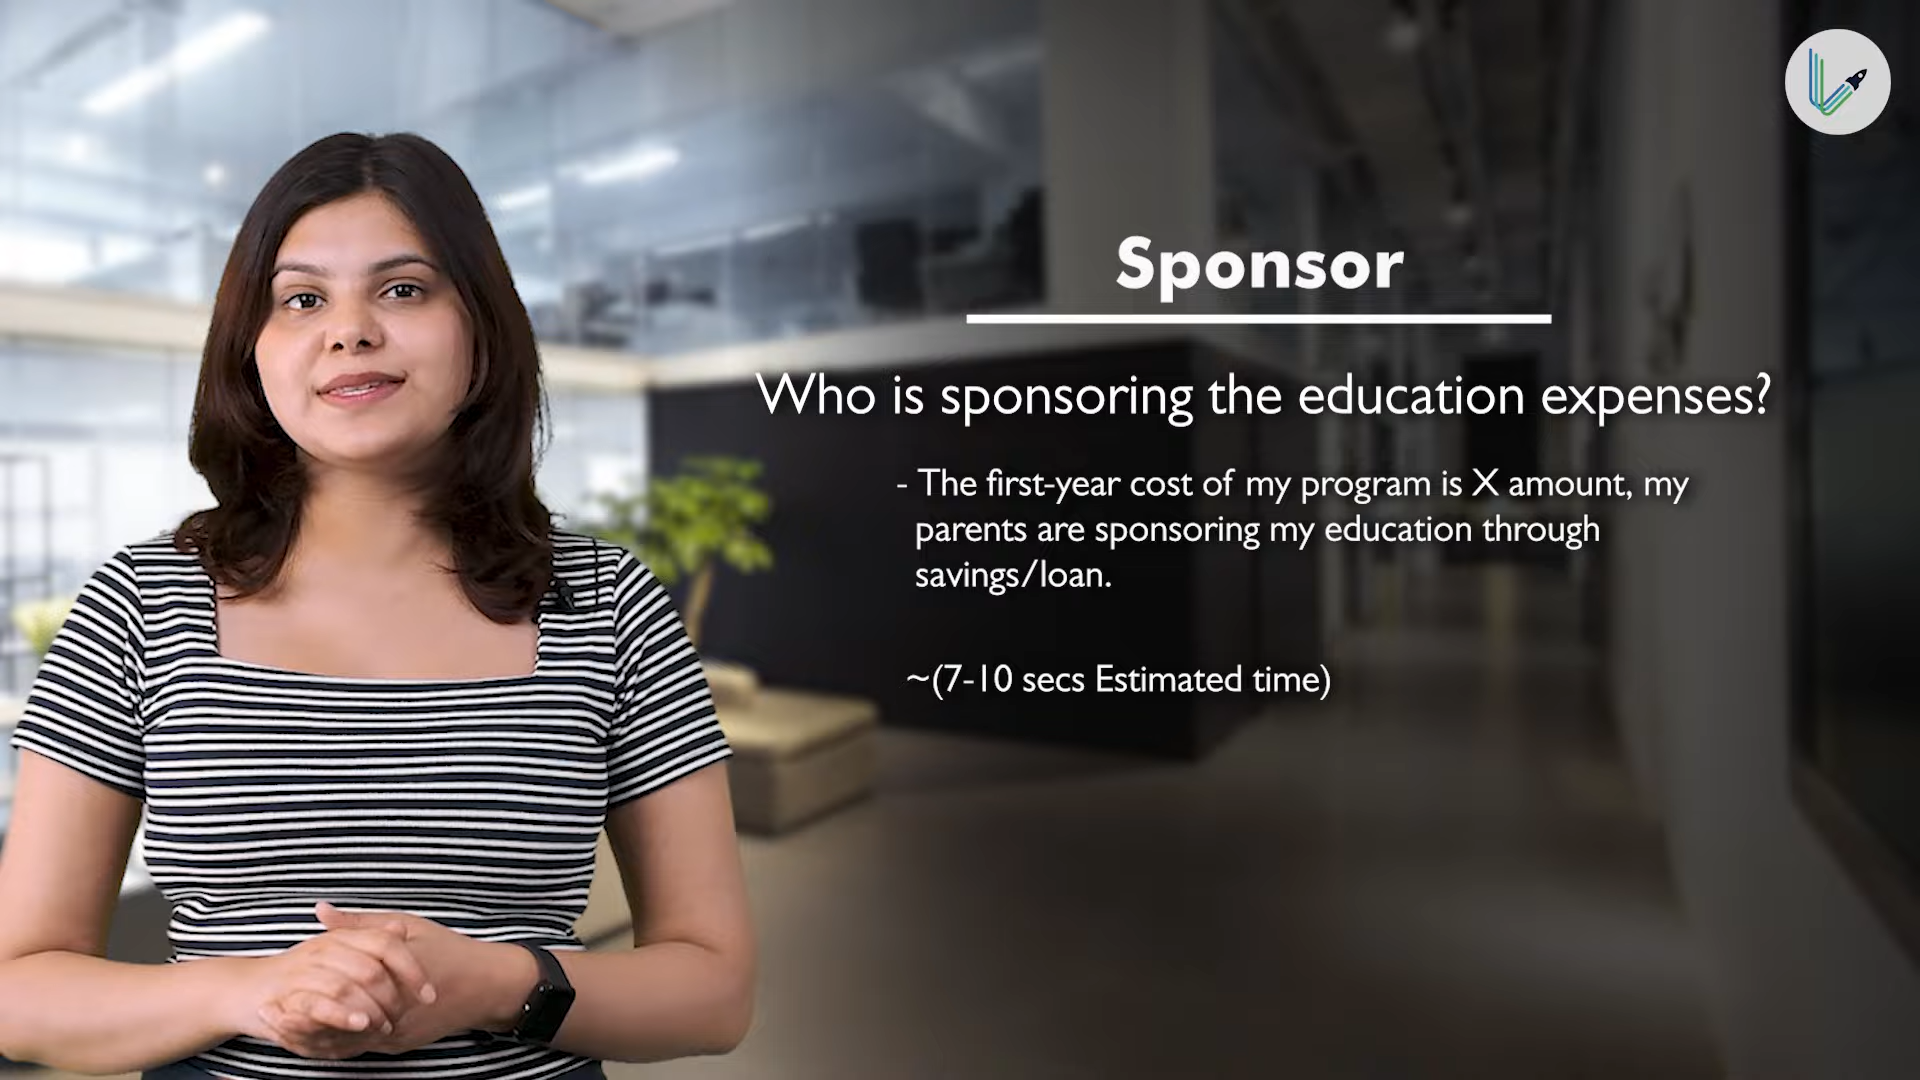 Sponsor
Who is sponsoring the education expenses?
- The first-year cost of my program is X amount, my
parents are sponsoring my education through
savings/loan.
~(7-10 secs Estimated time)